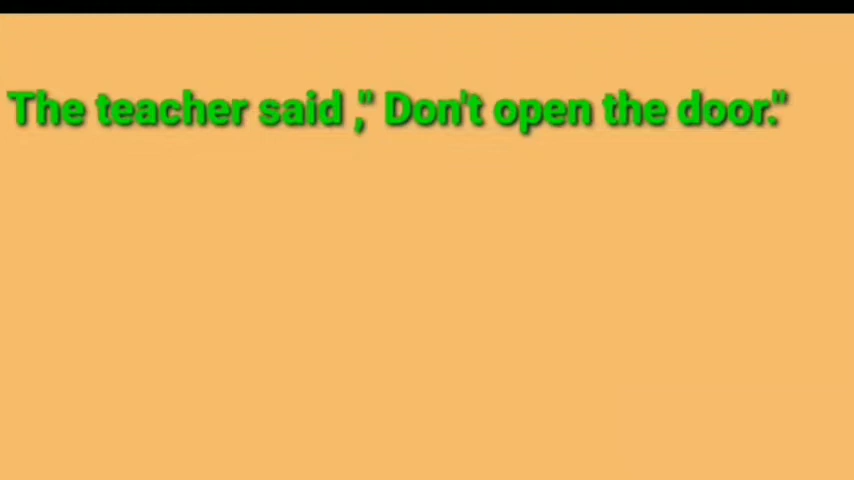 The teacher said ," Don't open the door."